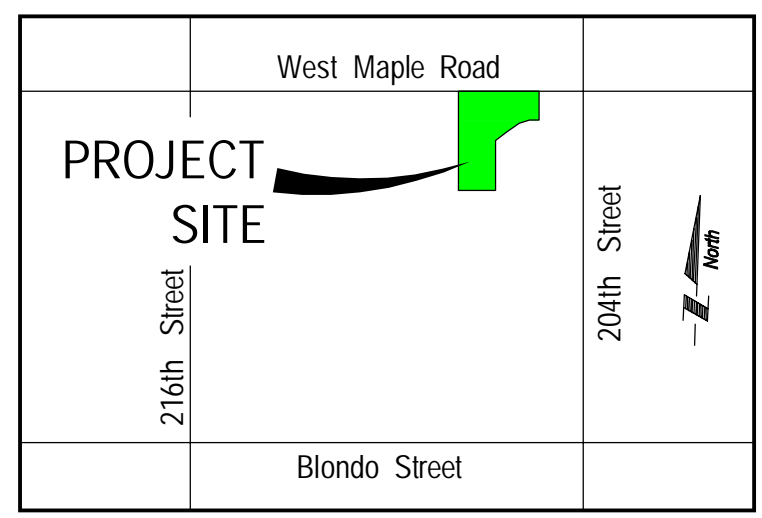 West Maple Road
PROJECT
SITE
216th Street
204th Street
North
Blondo Street